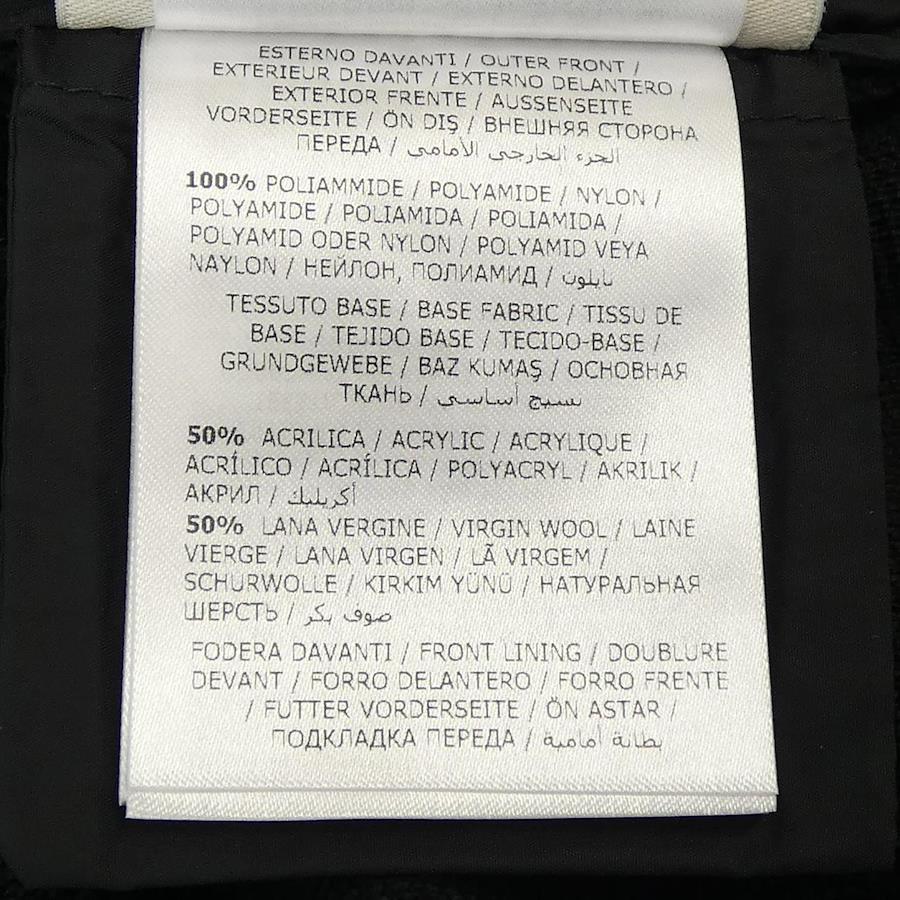 ESTERNO DAVANTI / OUTER FRONT /
EXTERIEUR DEVANT / EXTERNO DELANTERO /
EXTERIOR FRENTE / AUSSENSEITE
VORDERSEITE / ÖN DIŞ / ВНЕШНЯЯ СТОРОНА
ПЕРЕДА / الجزء الخارجي الأمامي
100% POLIAMMIDE / POLYAMIDE / NYLON /
POLYAMIDE / POLIAMIDA / POLIAMIDA /
POLYAMID ODER NYLON / POLYAMID VEYA
NAYLON / НЕЙЛОН, ПОЛИАМИД / نايلون
TESSUTO BASE / BASE FABRIC / TISSU DE
BASE / TEJIDO BASE / TECIDO-BASE /
GRUNDGEWEBE / BAZ KUMAŞ / ОСНОВНАЯ
ТКАНЬ / نسيج أساسي
50% ACRILICA / ACRYLIC / ACRYLIQUE /
ACRÍLICO / ACRÍLICA / POLYACRYL / AKRILIK /
АКРИЛ / أكريليك
50% LANA VERGINE / VIRGIN WOOL / LAINE
VIERGE / LANA VIRGEN / LÃ VIRGEM /
SCHURWOLLE / KIRKIM YÜNÜ / НАТУРАЛЬНАЯ
ШЕРСТЬ / صوف بكر
FODERA DAVANTI / FRONT LINING / DOUBLURE
DEVANT / FORRO DELANTERO / FORRO FRENTE
/ FUTTER VORDERSEITE / ÖN ASTAR /
ПОДКЛАДКА ПЕРЕДА / بطانة أمامية